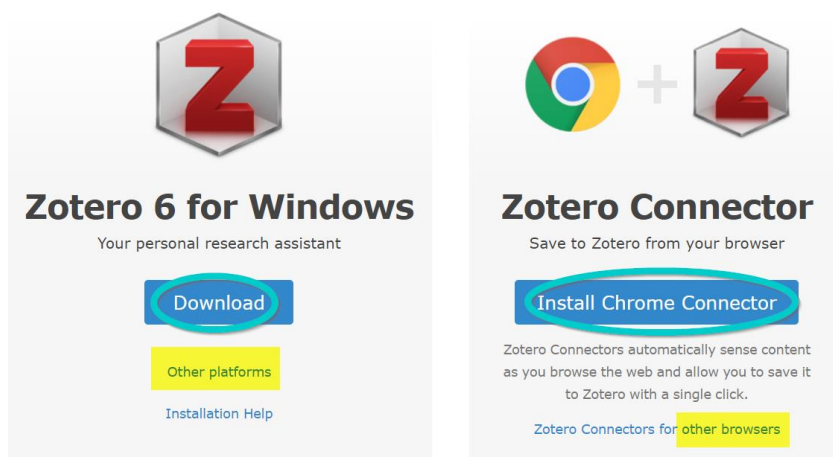 Z
Zotero 6 for Windows
Your personal research assistant
Download
Other platforms
Installation Help
Z
Zotero Connector
Save to Zotero from your browser
Install Chrome Connector
Zotero Connectors automatically sense content
as you browse the web and allow you to save it
to Zotero with a single click.
Zotero Connectors for other browsers